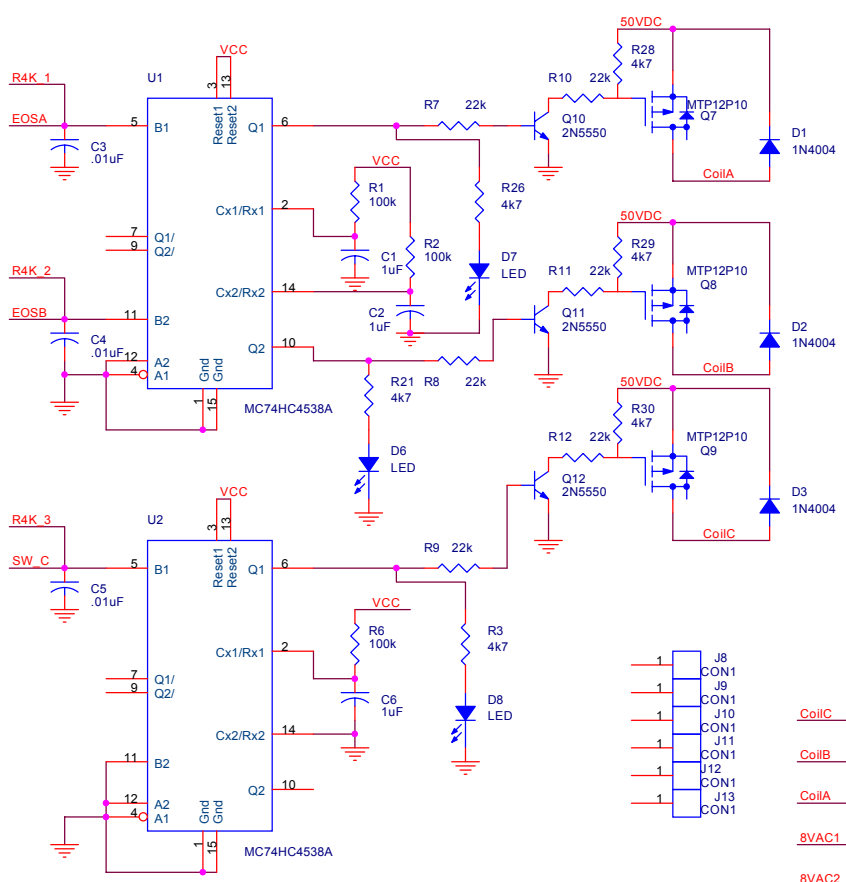 50VDC
R28
4k7
VCC
R4K_1
U1
3
13
R10
22k
MTP12P10
Q7
EOSA
5
B1
Reset1
Reset2
Q1
6
R7
22k
Q10
2N5550
D1
1N4004
C3
.01uF
VCC
CoilA
R1
100k
R26
4k7
Cx1/Rx1
2
50VDC
7
Q1/
9
Q2/
R2
100k
R29
4k7
C1
1uF
D7
LED
R4K_2
R11
22k
MTP12P10
Q8
Cx2/Rx2
14
EOSB
11
B2
C2
1uF
Q11
2N5550
D2
1N4004
C4
.01uF
Q2
10
12
A2
4
A1
Gnd
Gnd
CoilB
R21
4k7
R8
22k
50VDC
1
15
MC74HC4538A
R30
4k7
R12
22k
MTP12P10
Q9
D6
LED
Q12
2N5550
VCC
D3
1N4004
R4K_3
U2
3
13
CoilC
R9
22k
SW_C
5
B1
Reset1
Reset2
Q1
6
C5
.01uF
VCC
R6
100k
R3
4k7
Cx1/Rx1
2
1
J8
CON1
7
Q1/
9
Q2/
C6
1uF
D8
LED
1
J9
CON1
1
J10
CON1
CoilC
Cx2/Rx2
14
1
J11
CON1
CoilB
11
B2
Q2
10
1
J12
CON1
12
A2
4
A1
Gnd
Gnd
1
J13
CON1
CoilA
1
15
MC74HC4538A
8VAC1
8VAC2